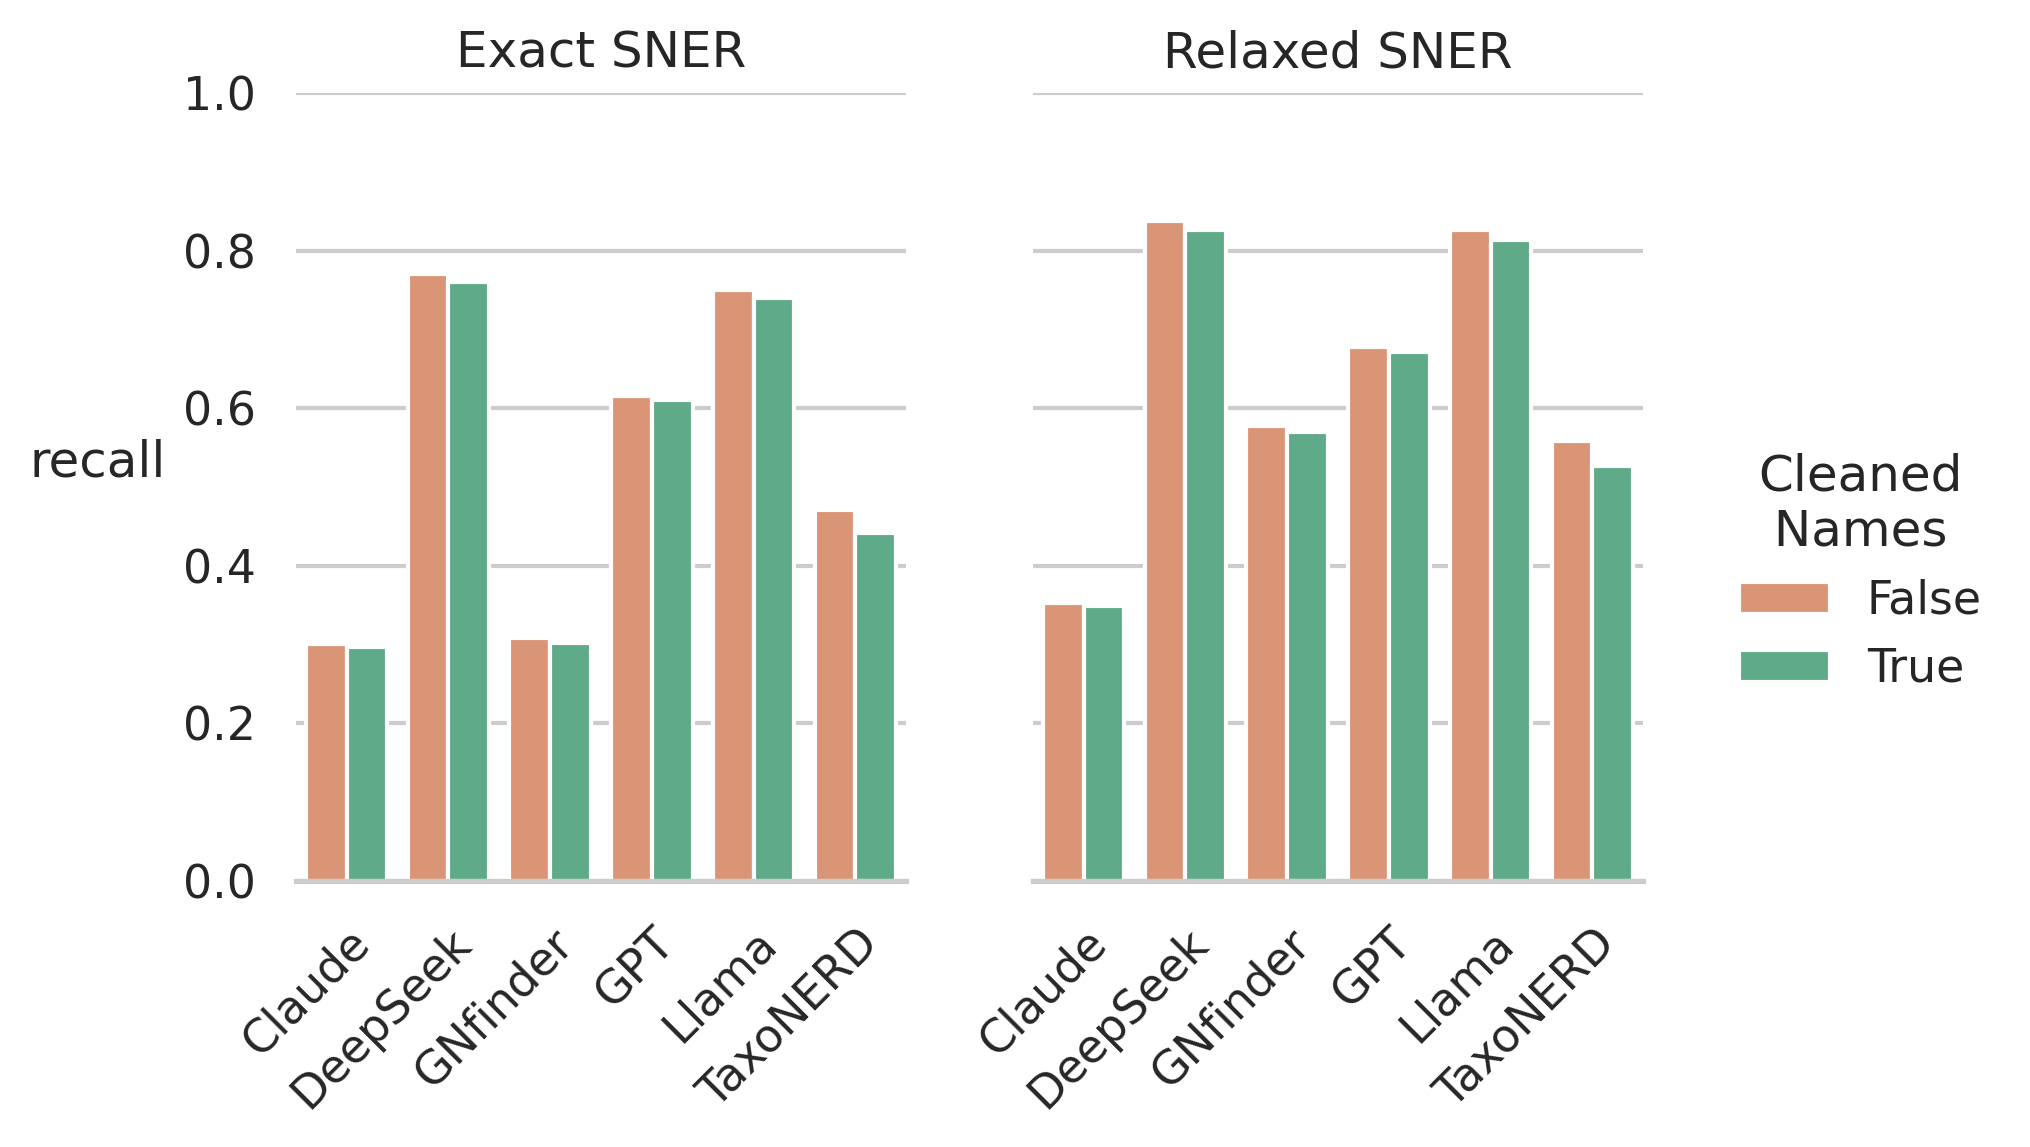 Exact SNER
Relaxed SNER
1.0
0.8
0.6
0.4
0.2
0.0
recall
Claude
DeepSeek
GNfinder
GPT
Llama
TaxoNERD
Claude
DeepSeek
GNfinder
GPT
Llama
TaxoNERD
Cleaned
Names
False
True